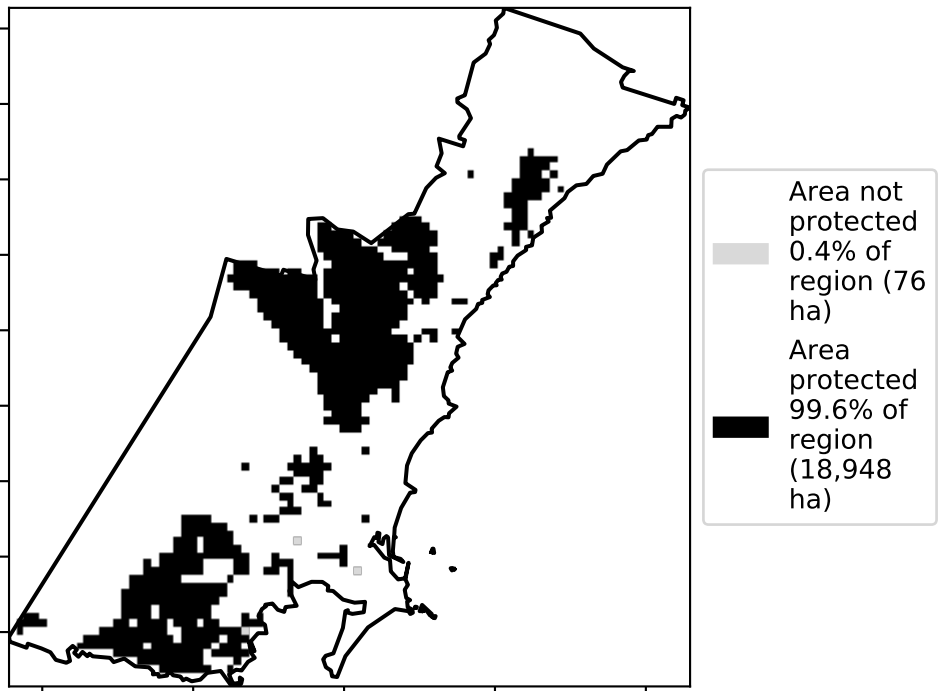 Area not
protected
0.4% of
region (76
ha)
Area
protected
99.6% of
region
(18,948
ha)